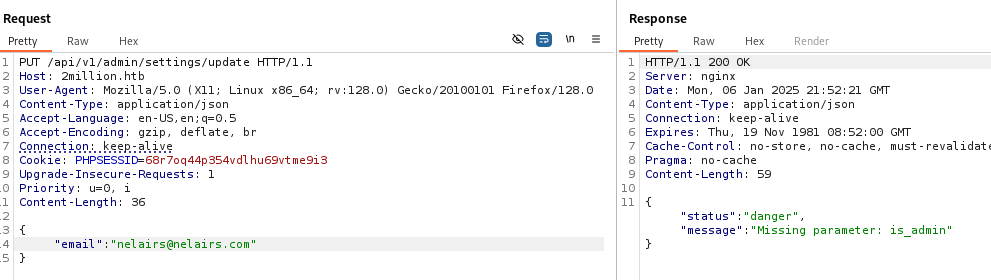 Request
Pretty Raw Hex
\n
1 PUT /api/v1/admin/settings/update HTTP/1.1
2 Host: 2million.htb
3 User-Agent: Mozilla/5.0 (X11; Linux x86_64; rv:128.0) Gecko/20100101 Firefox/128.0
4 Content-Type: application/json
5 Accept-Language: en-US,en;q=0.5
6 Accept-Encoding: gzip, deflate, br
7 Connection: keep-alive
8 Cookie: PHPSESSID=68r7oq44p354vdlhu69vtme9i3
9 Upgrade-Insecure-Requests: 1
0 Priority: u=0, i
1 Content-Length: 36
2
3 {
4 "email":"nelairs@nelairs.com"
5 }
Response
Pretty Raw Hex Render
1 HTTP/1.1 200 OK
2 Server: nginx
3 Date: Mon, 06 Jan 2025 21:52:21 GMT
4 Content-Type: application/json
5 Connection: keep-alive
6 Expires: Thu, 19 Nov 1981 08:52:00 GMT
7 Cache-Control: no-store, no-cache, must-revalidate
8 Pragma: no-cache
9 Content-Length: 59
10
11 {
"status":"danger",
"message":"Missing parameter: is_admin"
}